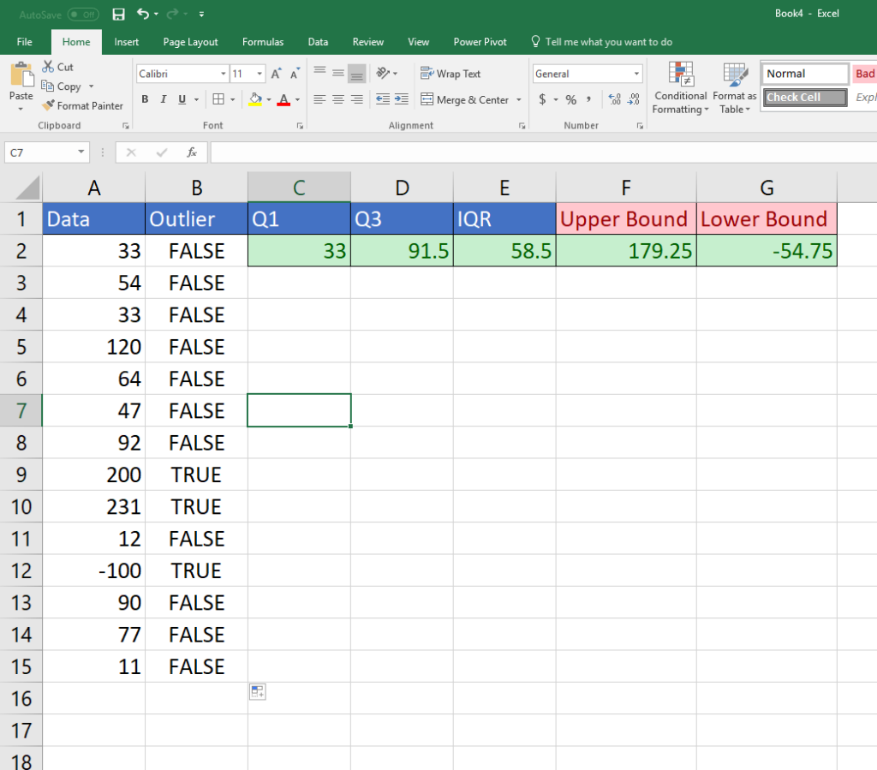 AutoSave Off Book4 - Excel
File Home Insert Page Layout Formulas Data Review View Power Pivot Tell me what you want to do
Paste Cut Copy Format Painter
Calibri 11 A A B I U A
Wrap Text Merge & Center
General $ % ,
Conditional Formatting Format as Table
Normal Bad
Check Cell
Clipboard Font Alignment Number
C7 fx
A B C D E F G
1 Data Outlier Q1 Q3 IQR Upper Bound Lower Bound
2 33 FALSE 33 91.5 58.5 179.25 -54.75
3 54 FALSE
4 33 FALSE
5 120 FALSE
6 64 FALSE
7 47 FALSE
8 92 FALSE
9 200 TRUE
10 231 TRUE
11 12 FALSE
12 -100 TRUE
13 90 FALSE
14 77 FALSE
15 11 FALSE
16
17
18